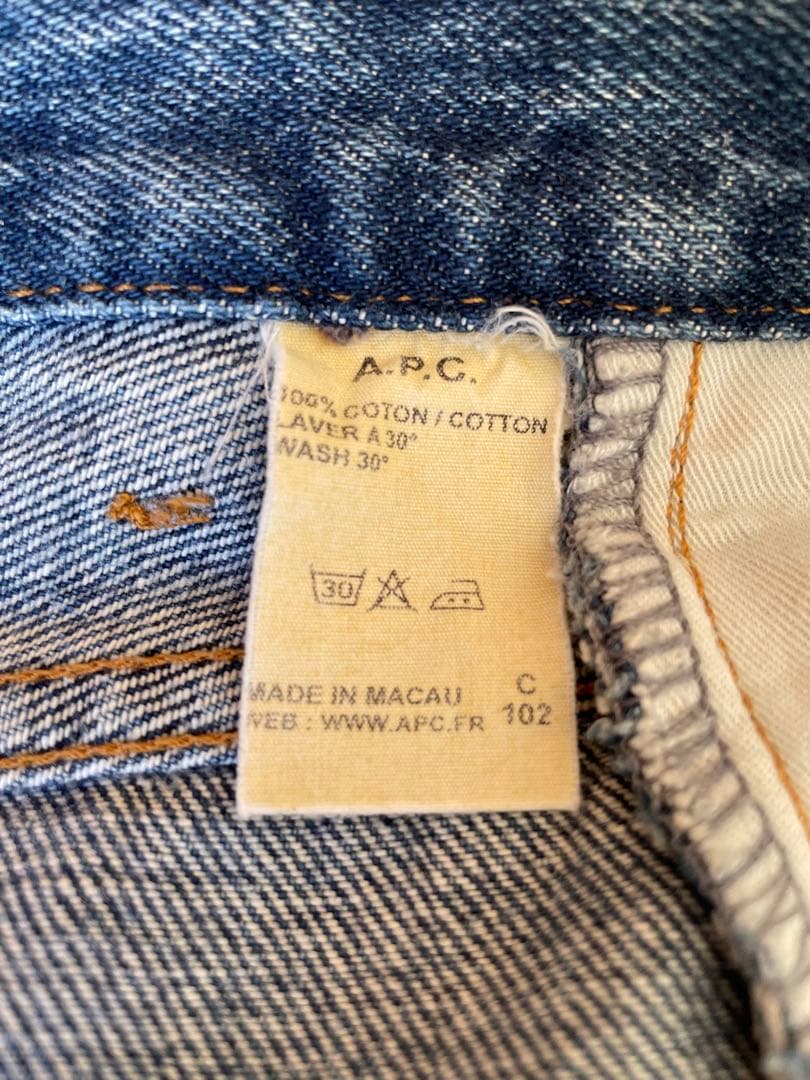 A.P.C.
100% COTON / COTTON
LAVER A 30°
WASH 30°
30
MADE IN MACAU C
WEB : WWW.APC.FR 102